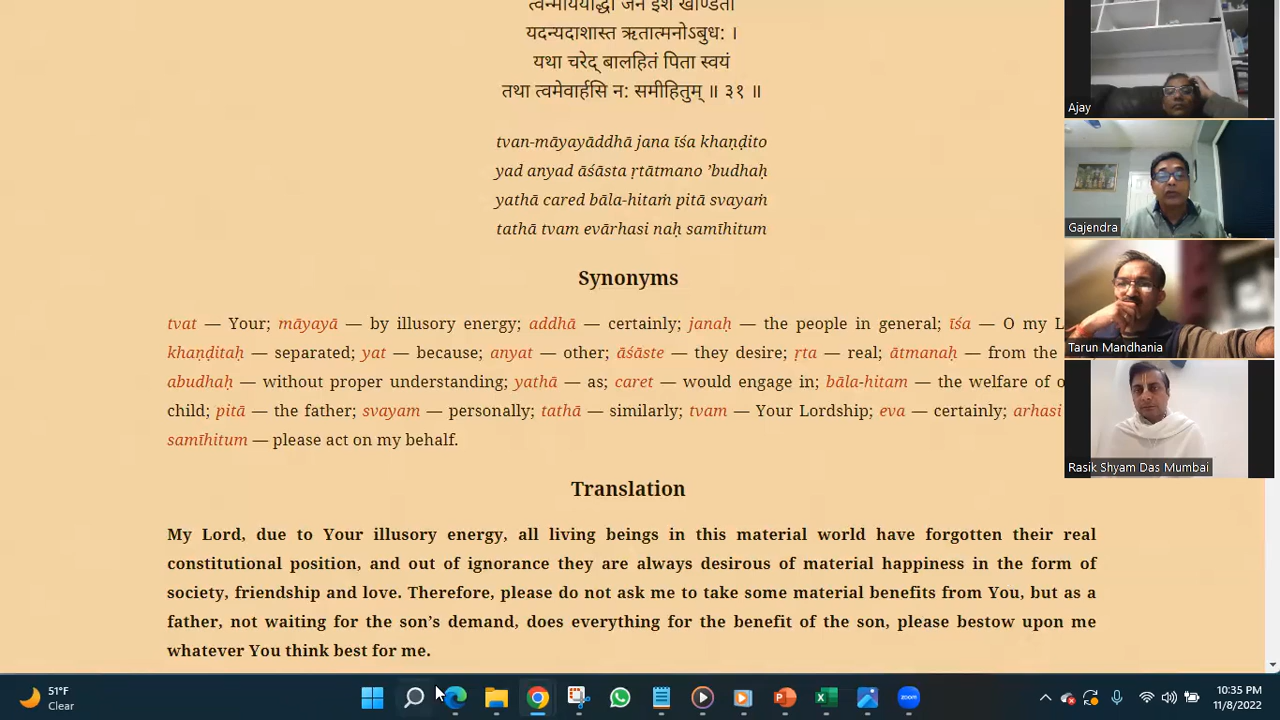 त्वन्माययाद्धा जन ईश खण्डितो
यदन्यदाशास्त ऋतात्मनोऽबुध: ।
यथा चरेद् बालहितं पिता स्वयं
तथा त्वमेवार्हसि न: समीहितुम् ॥ ३१ ॥
tvan-māyayāddhā jana īśa khaṇḍito
yad anyad āśāsta ṛtātmano ’budhaḥ
yathā cared bāla-hitaṁ pitā svayaṁ
tathā tvam evārhasi naḥ samīhitum
Synonyms
tvat — Your; māyayā — by illusory energy; addhā — certainly; janaḥ — the people in general; īśa — O my L
khaṇḍitaḥ — separated; yat — because; anyat — other; āśāste — they desire; ṛta — real; ātmanaḥ — from the
abudhaḥ — without proper understanding; yathā — as; caret — would engage in; bāla-hitam — the welfare of o
child; pitā — the father; svayam — personally; tathā — similarly; tvam — Your Lordship; eva — certainly; arhasi
samīhitum — please act on my behalf.
Translation
My Lord, due to Your illusory energy, all living beings in this material world have forgotten their real
constitutional position, and out of ignorance they are always desirous of material happiness in the form of
society, friendship and love. Therefore, please do not ask me to take some material benefits from You, but as a
father, not waiting for the son’s demand, does everything for the benefit of the son, please bestow upon me
whatever You think best for me.
Ajay
Gajendra
Tarun Mandhania
Rasik Shyam Das Mumbai
51°F
Clear
zoom
10:35 PM
11/8/2022